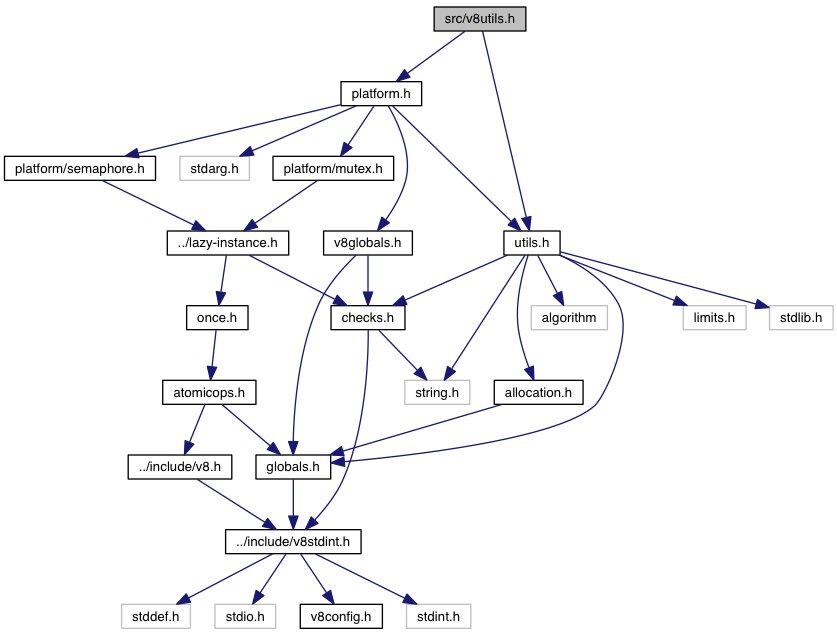 src/v8utils.h
platform.h
platform/semaphore.h
stdarg.h
platform/mutex.h
../lazy-instance.h
v8globals.h
utils.h
once.h
checks.h
algorithm
limits.h
stdlib.h
atomicops.h
string.h
allocation.h
../include/v8.h
globals.h
../include/v8stdint.h
stddef.h
stdio.h
v8config.h
stdint.h